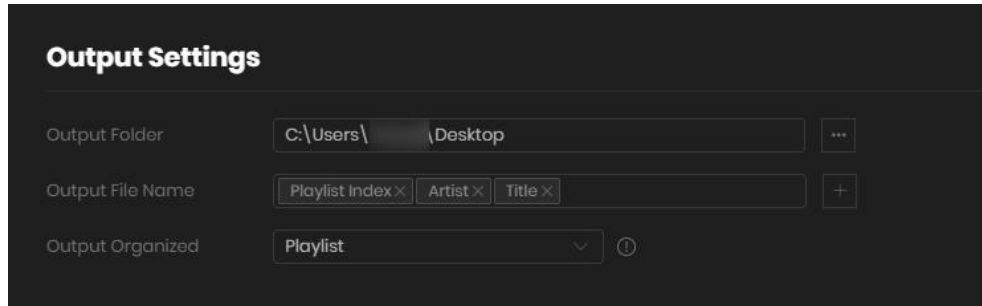 Output Settings
Output Folder C:\Users\ \Desktop ...
Output File Name Playlist Index× Artist× Title× +
Output Organized Playlist